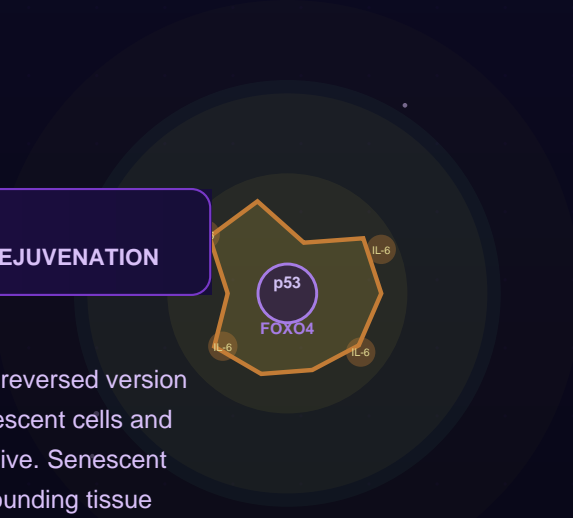 EJUVENATION
IL-6
p53
FOXO4
IL-6
IL-6
reversed version
escent cells and
ive. Senescent
ounding tissue